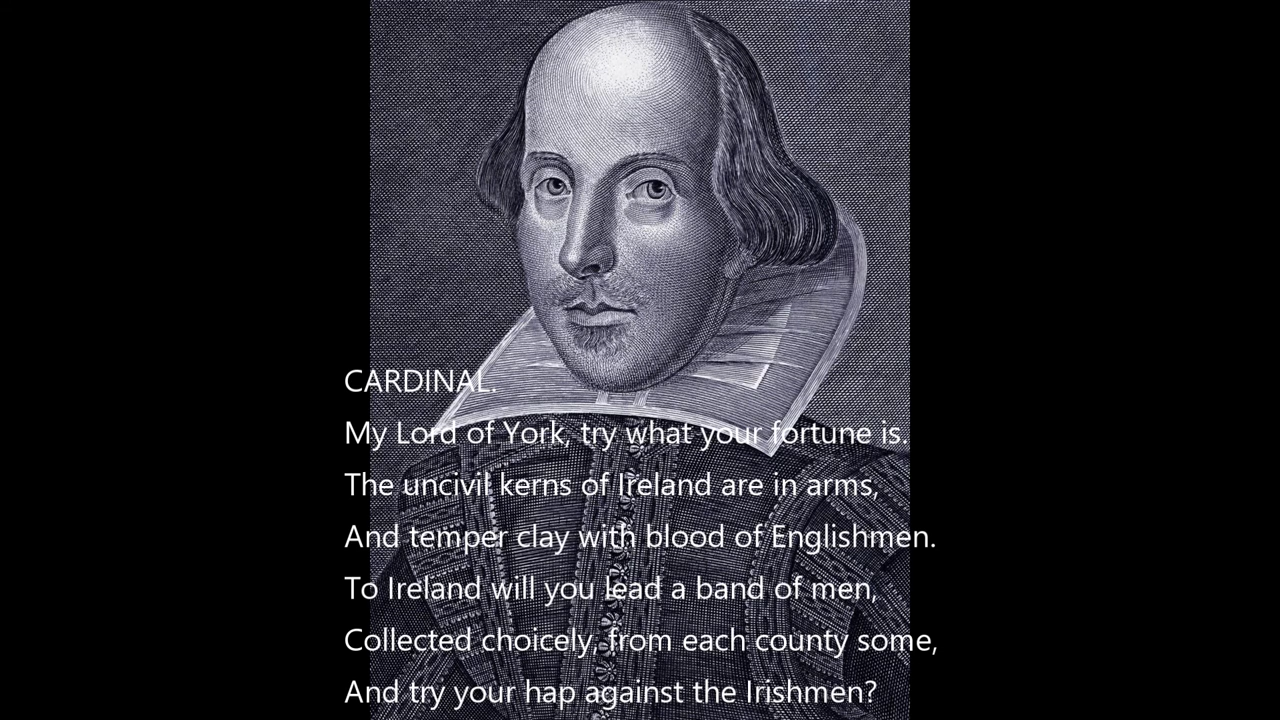 CARDINAL.
My Lord of York, try what your fortune is.
The uncivil kerns of Ireland are in arms,
And temper clay with blood of Englishmen.
To Ireland will you lead a band of men,
Collected choicely, from each county some,
And try your hap against the Irishmen?